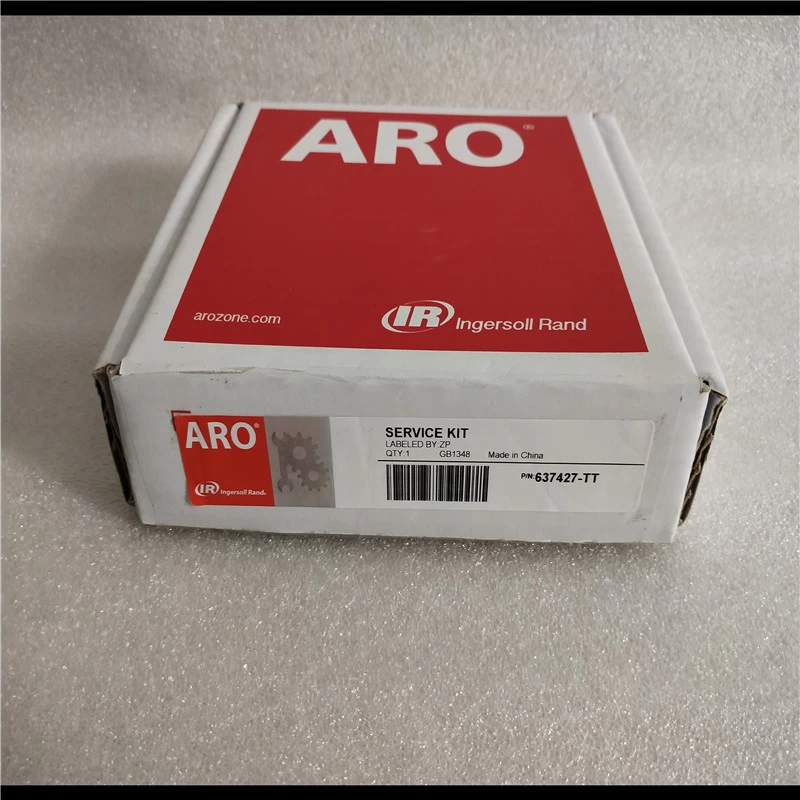 ARO®
arozone.com
IR Ingersoll Rand
ARO®
IR Ingersoll Rand®
SERVICE KIT
LABELED BY:ZP
QTY:1 GB1348 Made in China
P/N:637427-TT